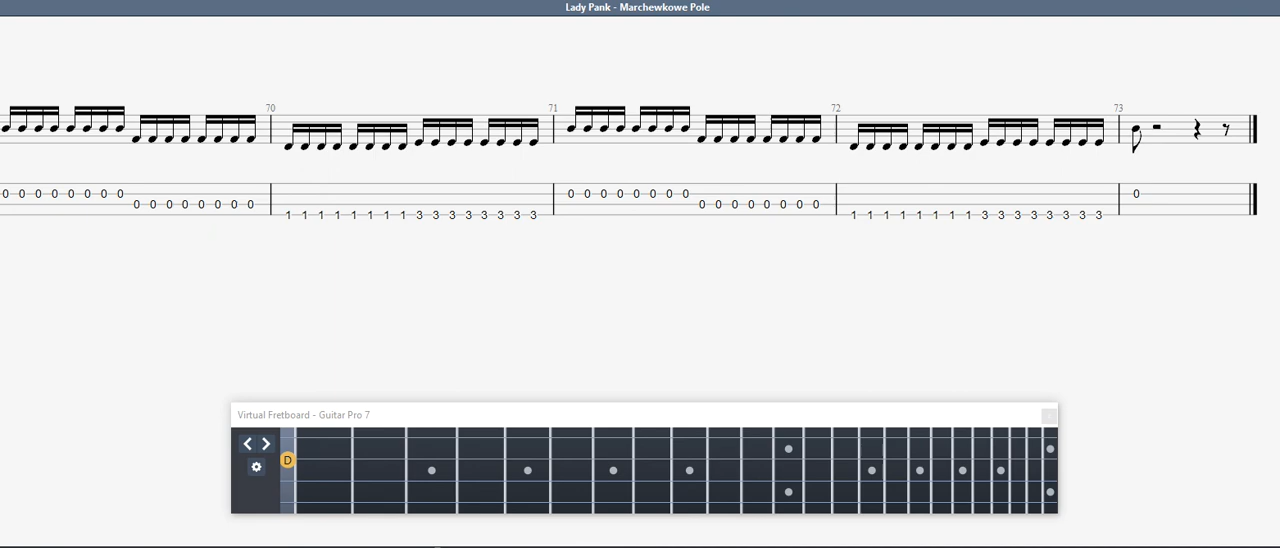 Lady Pank - Marchewkowe Pole
70 71 72 73
0 0 0 0 0 0 0 0 0 0 0 0 0 0 0 0 0
0 0 0 0 0 0 0 0 0 0 0 0 0 0 0 0
1 1 1 1 1 1 1 1 3 3 3 3 3 3 3 3 1 1 1 1 1 1 1 1 3 3 3 3 3 3 3 3
Virtual Fretboard - Guitar Pro 7
D